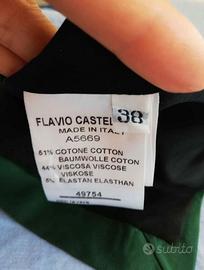 38
FLAVIO CASTEL
MADE IN ITALY
A5669
51% COTONE COTTON
BAUMWOLLE COTON
44% VISCOSA VISCOSE
VISKOSE
5% ELASTAN ELASTHAN
49754
subito